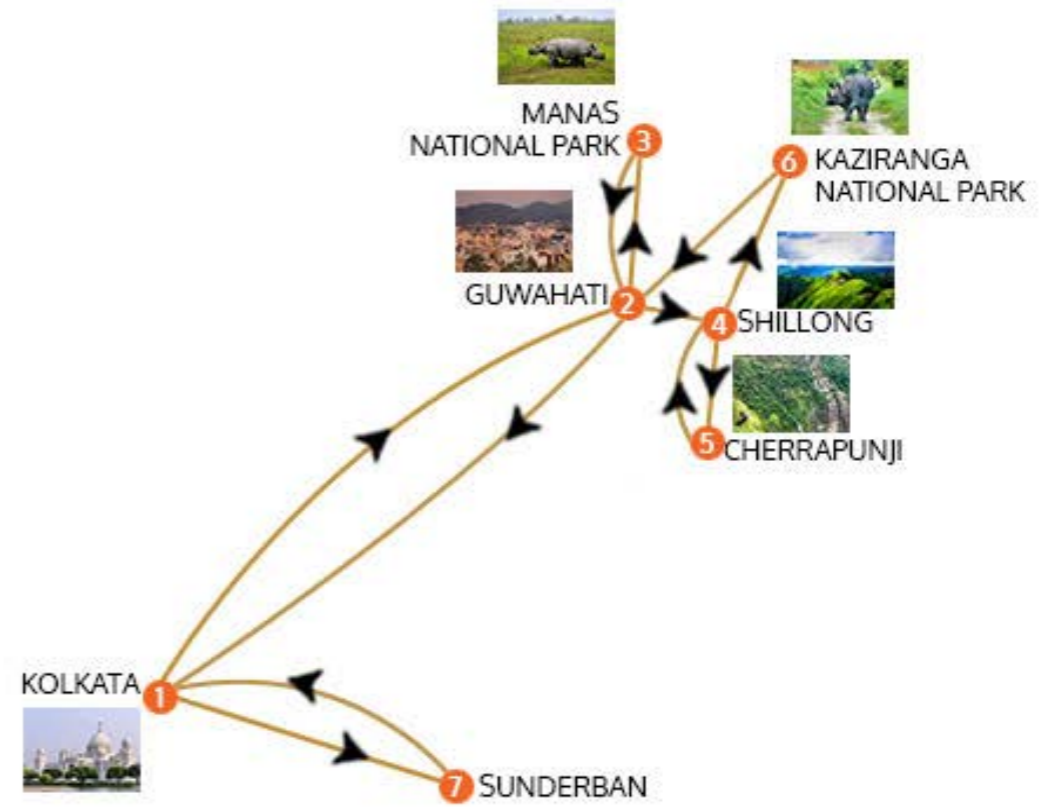 MANAS
NATIONAL PARK
3
6
KAZIRANGA
NATIONAL PARK
GUWAHATI
2
4
SHILLONG
5
CHERRAPUNJI
KOLKATA
1
7
SUNDERBAN